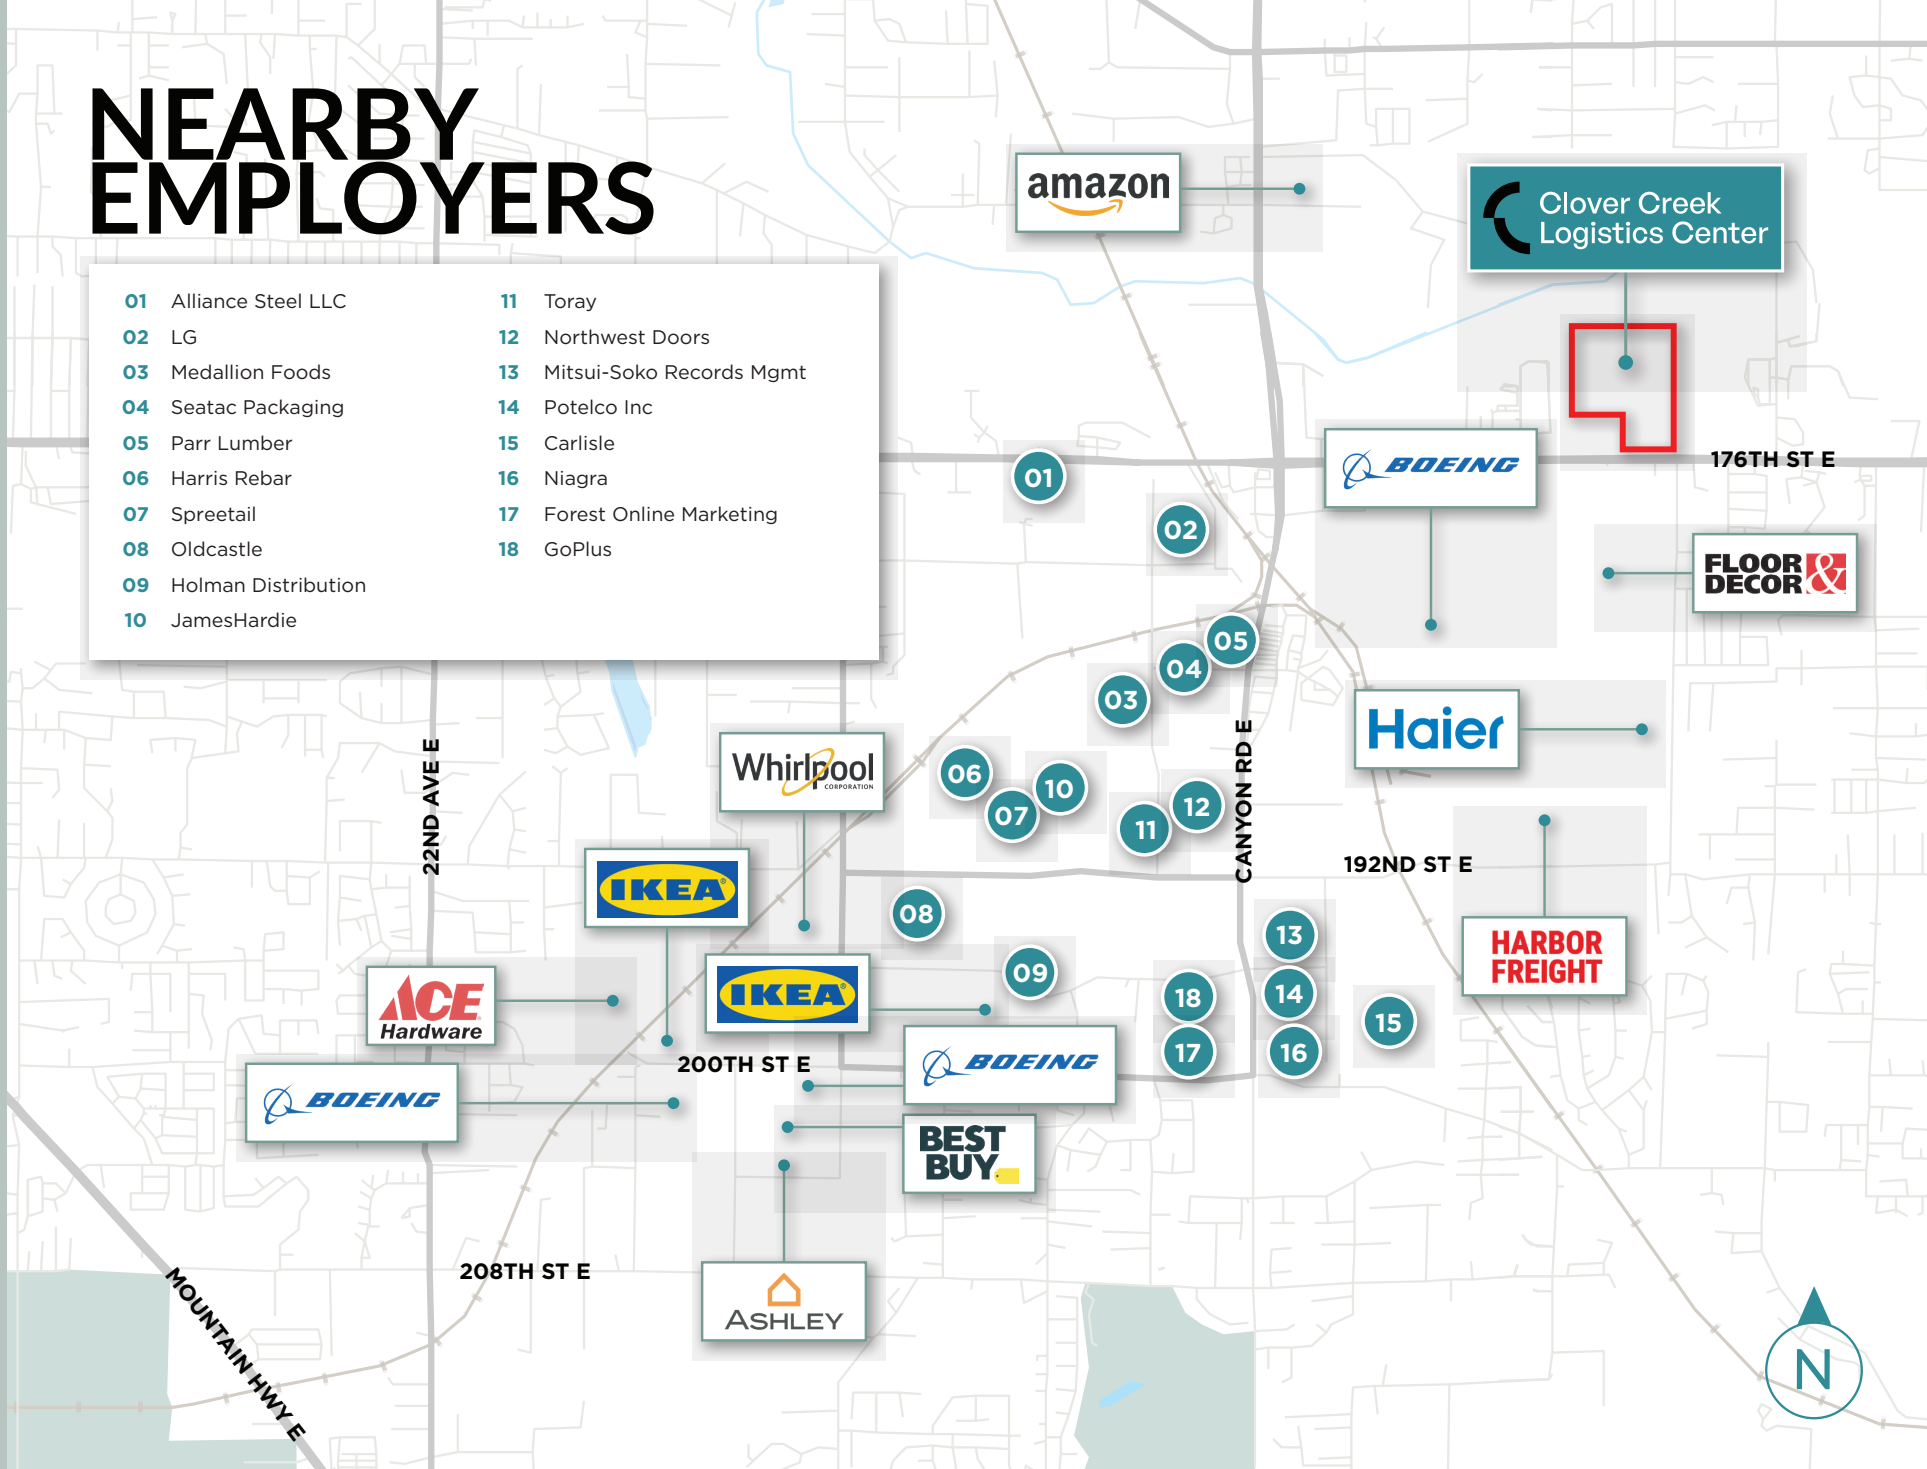 NEARBY
EMPLOYERS
01 Alliance Steel LLC
02 LG
03 Medallion Foods
04 Seatac Packaging
05 Parr Lumber
06 Harris Rebar
07 Spreetail
08 Oldcastle
09 Holman Distribution
10 JamesHardie
11 Toray
12 Northwest Doors
13 Mitsui-Soko Records Mgmt
14 Potelco Inc
15 Carlisle
16 Niagra
17 Forest Online Marketing
18 GoPlus
amazon
Clover Creek
Logistics Center
BOEING
176TH ST E
01
02
FLOOR
DECOR &
05
04
03
Haier
Whirlpool
CORPORATION
22ND AVE E
CANYON RD E
06
10
07
12
11
192ND ST E
IKEA
08
13
HARBOR
FREIGHT
ACE
Hardware
IKEA
09
18
14
15
200TH ST E
BOEING
17
16
BOEING
BEST
BUY
208TH ST E
ASHLEY
MOUNTAIN HWY E
N